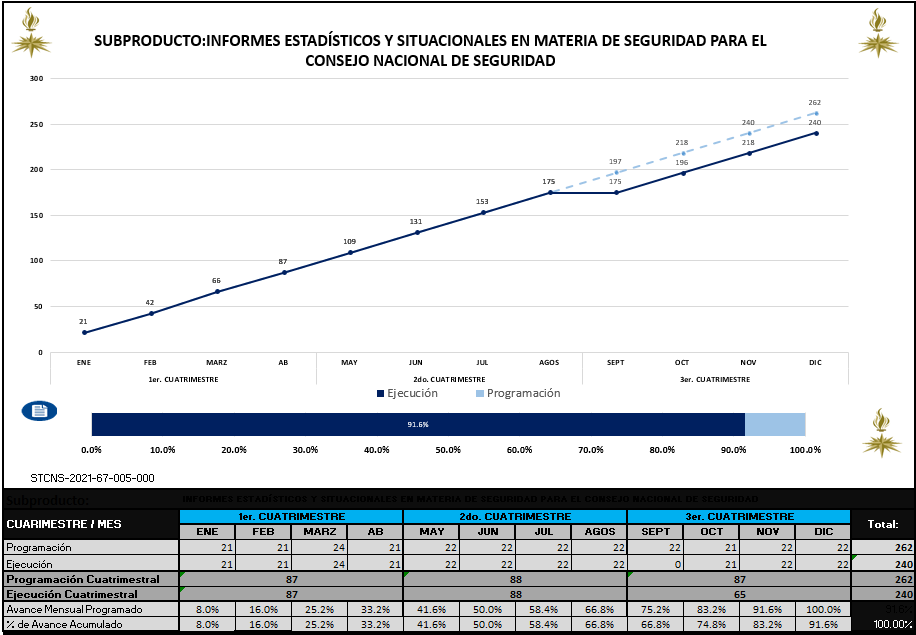 SUBPRODUCTO:INFORMES ESTADÍSTICOS Y SITUACIONALES EN MATERIA DE SEGURIDAD PARA EL
CONSEJO NACIONAL DE SEGURIDAD
300
250
200
150
100
50
0
21
42
66
87
109
131
153
175
197
175
218
196
240
218
262
240
ENE FEB MARZ AB MAY JUN JUL AGOS SEPT OCT NOV DIC
1er. CUATRIMESTRE 2do. CUATRIMESTRE 3er. CUATRIMESTRE
Ejecución Programación
91.6%
0.0% 10.0% 20.0% 30.0% 40.0% 50.0% 60.0% 70.0% 80.0% 90.0% 100.0%
STCNS-2021-67-005-000
Subproducto: INFORMES ESTADÍSTICOS Y SITUACIONALES EN MATERIA DE SEGURIDAD PARA EL CONSEJO NACIONAL DE SEGURIDAD
CUARIMESTRE / MES 1er. CUATRIMESTRE 2do. CUATRIMESTRE 3er. CUATRIMESTRE Total:
ENE FEB MARZ AB MAY JUN JUL AGOS SEPT OCT NOV DIC
Programación 21 21 24 21 22 22 22 22 22 21 22 22 262
Ejecución 21 21 24 21 22 22 22 22 0 21 22 22 240
Programación Cuatrimestral 87 88 87 262
Ejecución Cuatrimestral 87 88 65 240
Avance Mensual Programado 8.0% 16.0% 25.2% 33.2% 41.6% 50.0% 58.4% 66.8% 75.2% 83.2% 91.6% 100.0% 91.6%
% de Avance Acumulado 8.0% 16.0% 25.2% 33.2% 41.6% 50.0% 58.4% 66.8% 66.8% 74.8% 83.2% 91.6% 100.00%